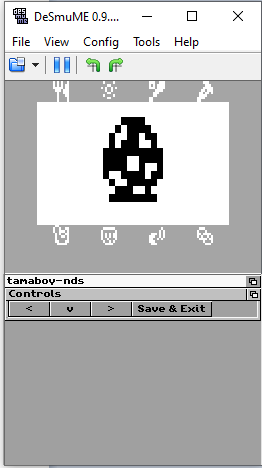 DeSmuME 0.9....
File View Config Tools Help
tamaboy-nds
Controls
< v > Save & Exit